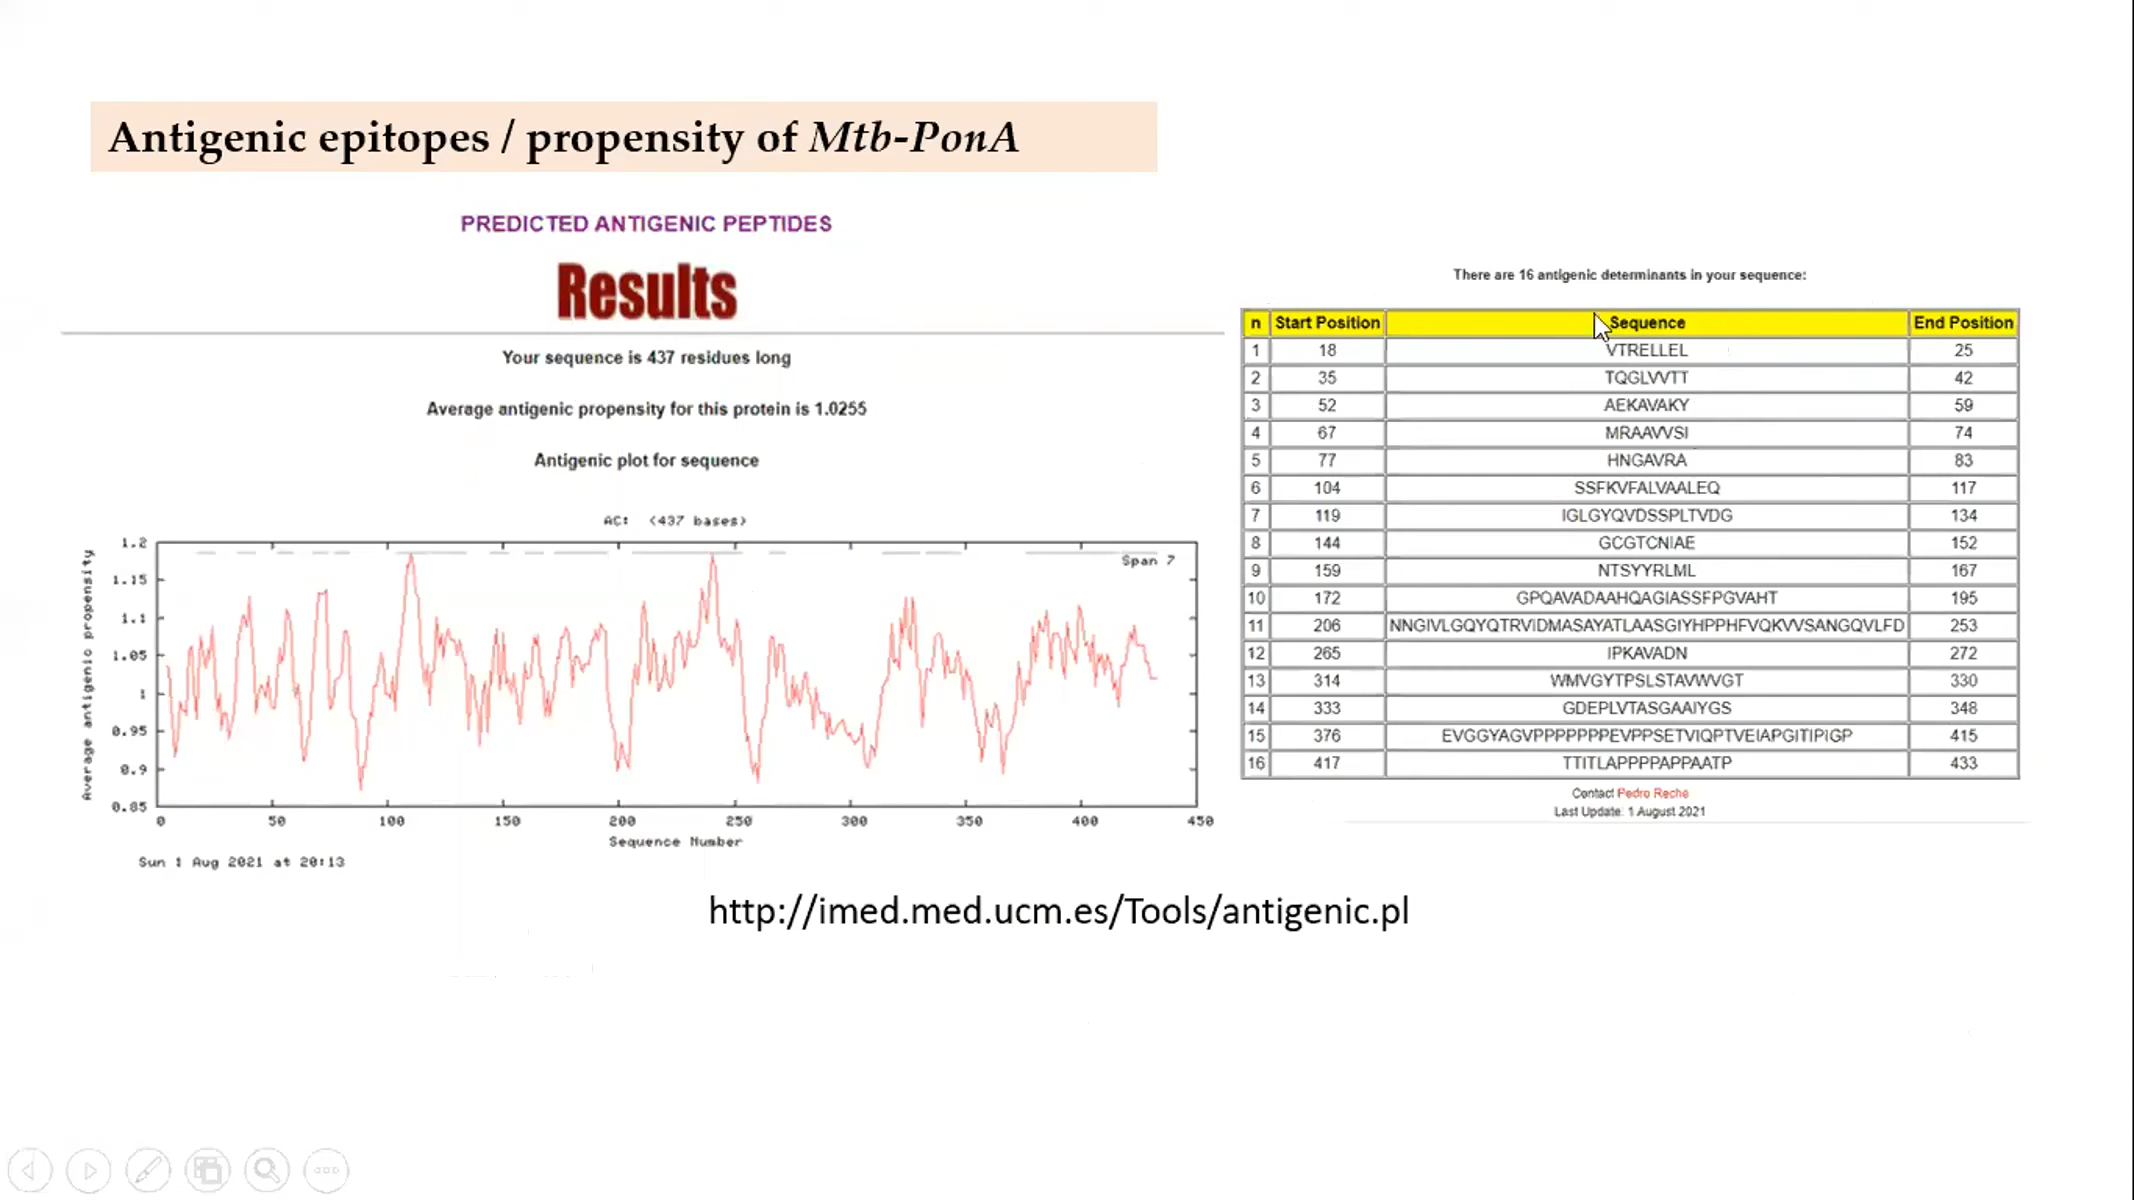 Antigenic epitopes / propensity of Mtb-PonA
PREDICTED ANTIGENIC PEPTIDES
Results
Your sequence is 437 residues long
Average antigenic propensity for this protein is 1.0255
Antigenic plot for sequence
AC: (437 bases)
Span 7
Average antigenic propensity
1.2
1.15
1.1
1.05
1
0.95
0.9
0.85
0 50 100 150 200 250 300 350 400 450
Sequence Number
Sun 1 Aug 2021 at 20:13
There are 16 antigenic determinants in your sequence:
n Start Position Sequence End Position
1 18 VTRELLEL 25
2 35 TQGLVVTT 42
3 52 AEKAVAKY 59
4 67 MRAAVVSI 74
5 77 HNGAVRA 83
6 104 SSFKVFALVAALEQ 117
7 119 IGLGYQVDSSPLTVDG 134
8 144 GCGTCNIAE 152
9 159 NTSYYRLML 167
10 172 GPQAVADAAHQAGIASSFPGVAHT 195
11 206 NNGIVLGQYQTRVIDMASAYATLAASGIYHPPHFVQKVVSANGQVLFD 253
12 265 IPKAVADN 272
13 314 WMVGYTPSLSTAVWVGT 330
14 333 GDEPLVTASGAAIYGS 348
15 376 EVGGYAGVPPPPPPPEVPPSETVIQPTVEIAPGITIPIGP 415
16 417 TTITLAPPPPAPPAATP 433
Contact Pedro Reche
Last Update: 1 August 2021
http://imed.med.ucm.es/Tools/antigenic.pl